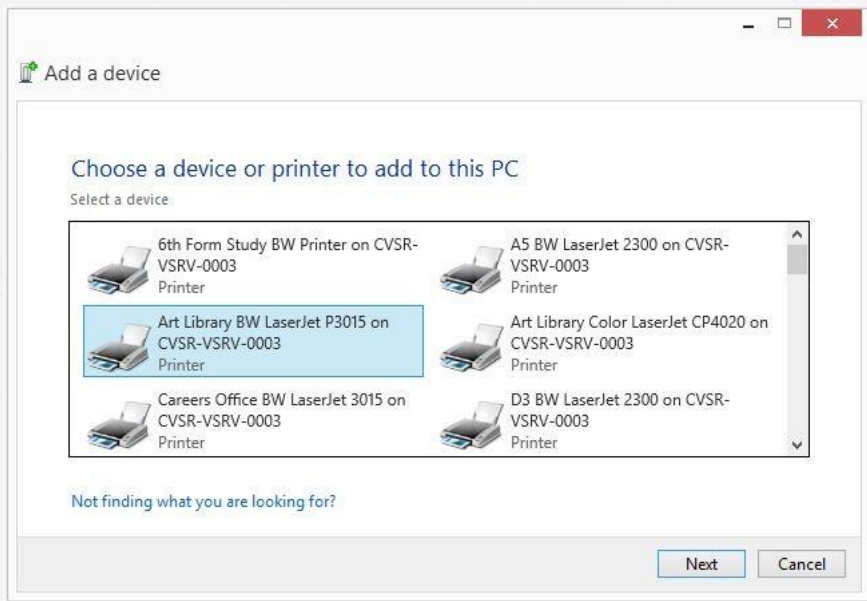 Add a device
Choose a device or printer to add to this PC
Select a device
6th Form Study BW Printer on CVSR-
VSRV-0003
Printer
A5 BW LaserJet 2300 on CVSR-
VSRV-0003
Printer
Art Library BW LaserJet P3015 on
CVSR-VSRV-0003
Printer
Art Library Color LaserJet CP4020 on
CVSR-VSRV-0003
Printer
Careers Office BW LaserJet 3015 on
CVSR-VSRV-0003
Printer
D3 BW LaserJet 2300 on CVSR-
VSRV-0003
Printer
Not finding what you are looking for?
Next
Cancel